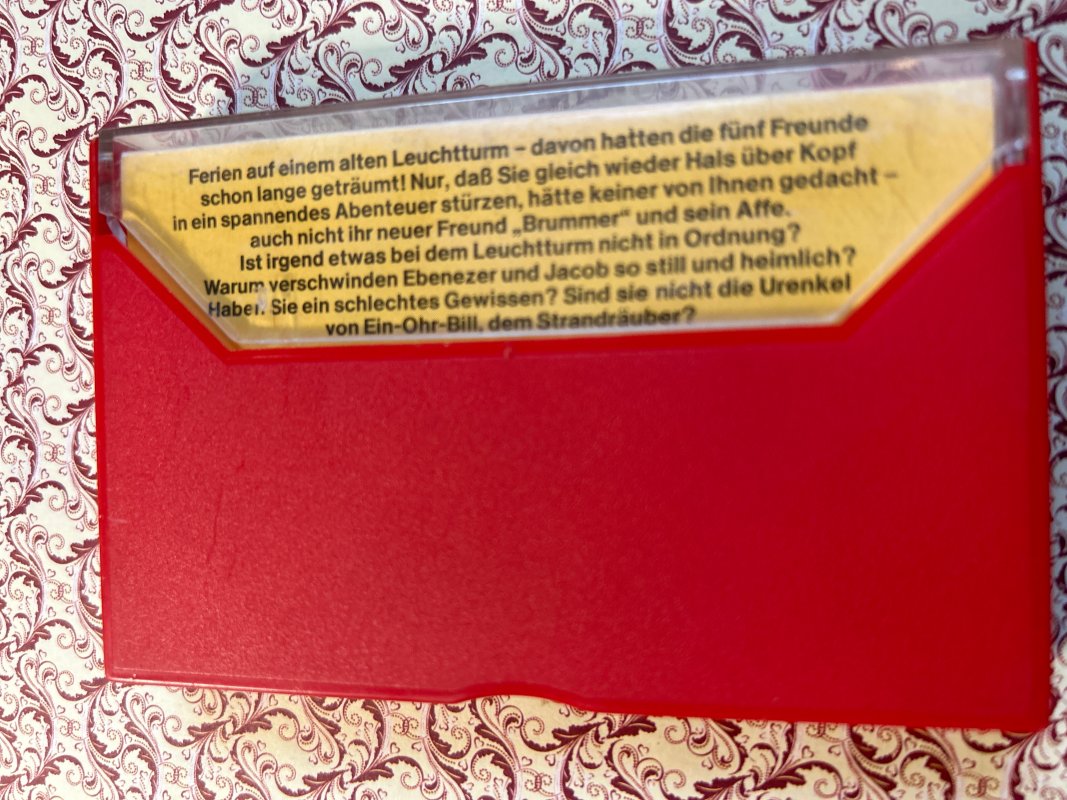 Ferien auf einem alten Leuchtturm – davon hatten die fünf Freunde
schon lange geträumt! Nur, daß Sie gleich wieder Hals über Kopf
in ein spannendes Abenteuer stürzen, hätte keiner von Ihnen gedacht –
auch nicht ihr neuer Freund „Brummer“ und sein Affe.
Ist irgend etwas bei dem Leuchtturm nicht in Ordnung?
Warum verschwinden Ebenezer und Jacob so still und heimlich?
Haben Sie ein schlechtes Gewissen? Sind sie nicht die Urenkel
von Ein-Ohr-Bill, dem Strandräuber?